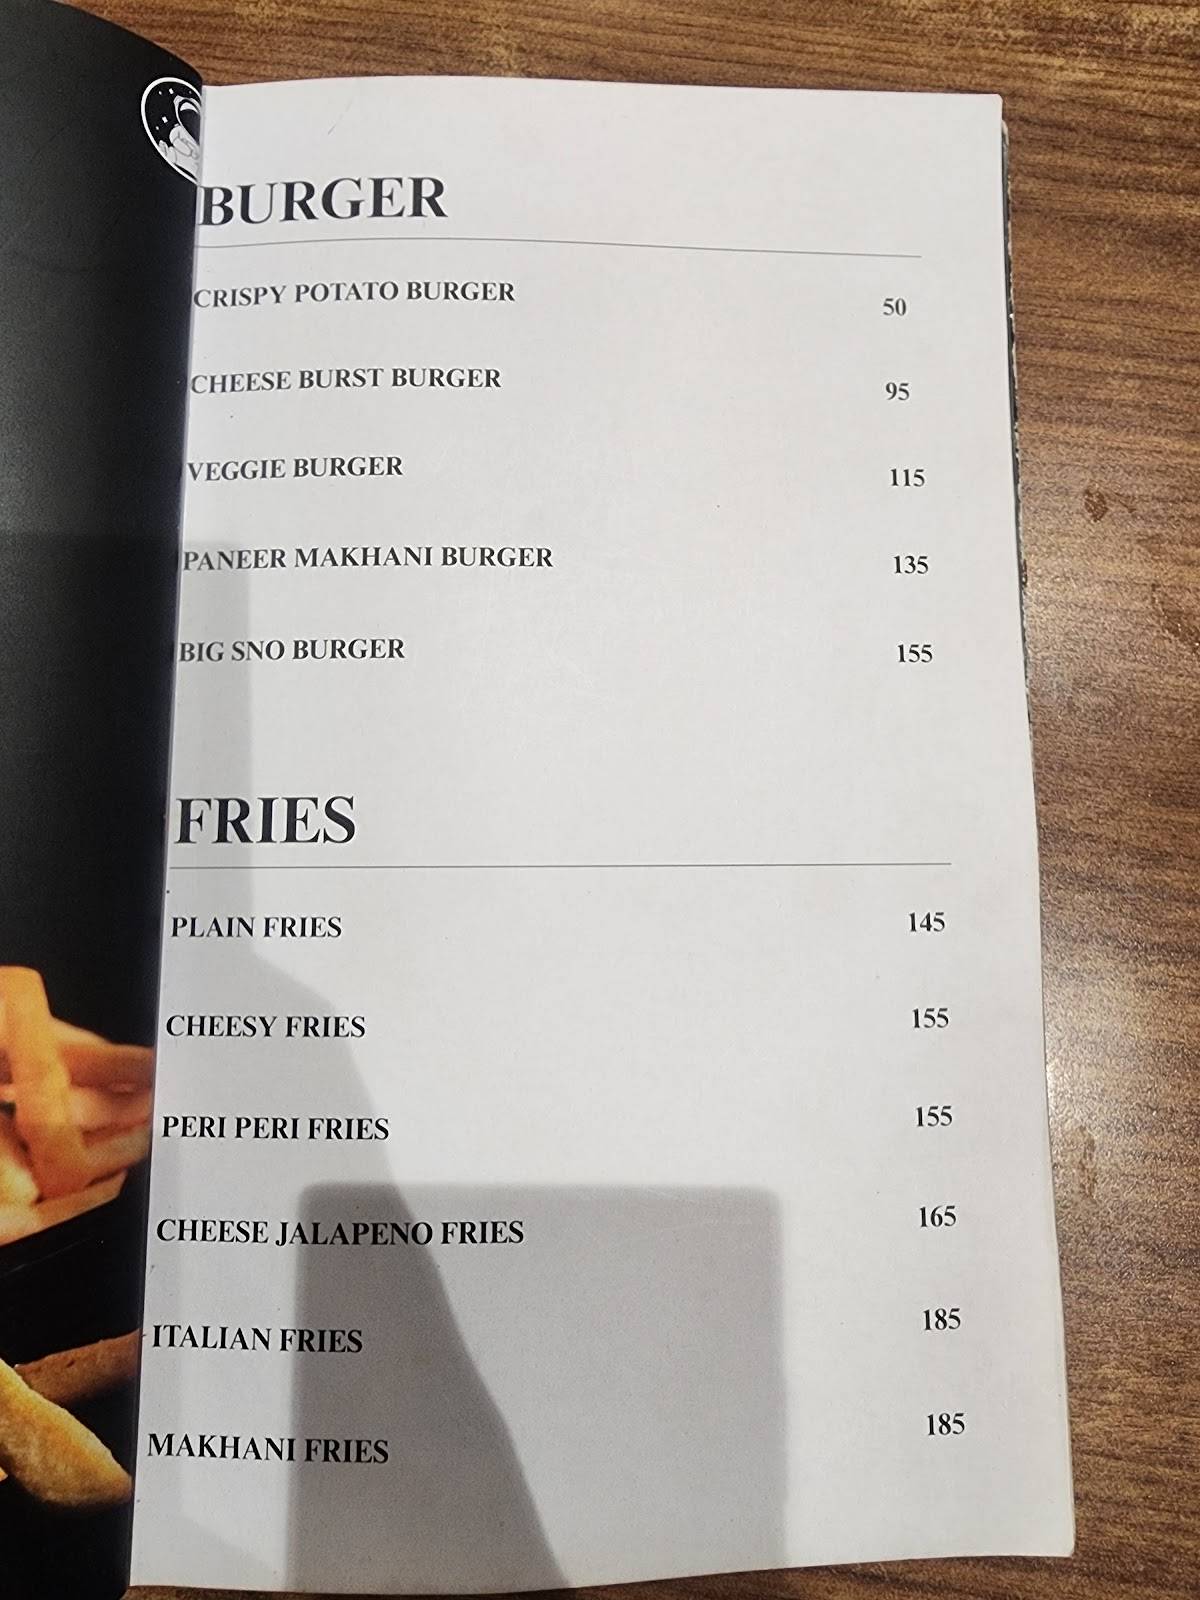 BURGER
CRISPY POTATO BURGER 50
CHEESE BURST BURGER 95
VEGGIE BURGER 115
PANEER MAKHANI BURGER 135
BIG SNO BURGER 155
FRIES
PLAIN FRIES 145
CHEESY FRIES 155
PERI PERI FRIES 155
CHEESE JALAPENO FRIES 165
ITALIAN FRIES 185
MAKHANI FRIES 185